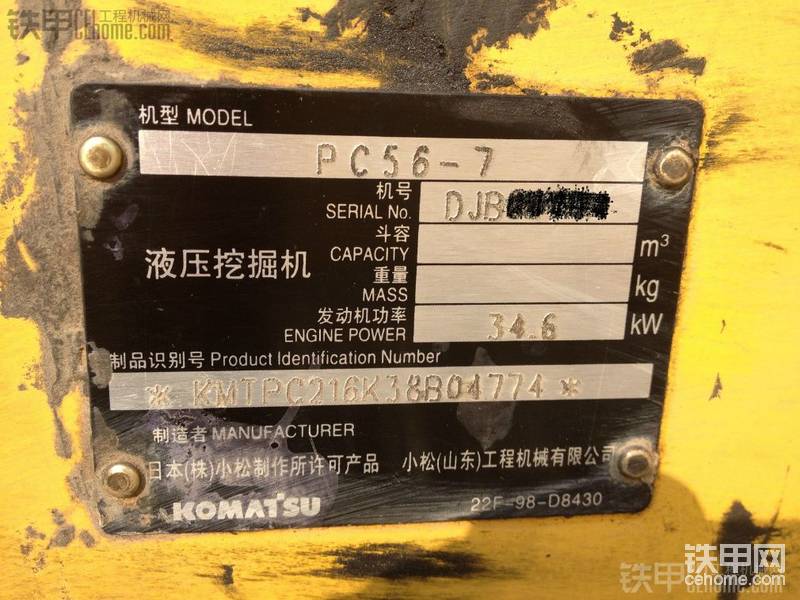 铁甲工程机械网
cehome.com
机型 MODEL
PC56-7
机号
SERIAL No. DJB
斗容
CAPACITY m³
液压挖掘机
重量
MASS kg
发动机功率
ENGINE POWER 34.6 kW
制品识别号 Product Identification Number
* KMTPC216K38B04774 *
制造者 MANUFACTURER
日本(株)小松制作所许可产品 小松(山东)工程机械有限公司
KOMATSU 22F-98-D8430
铁甲网
cehome.com